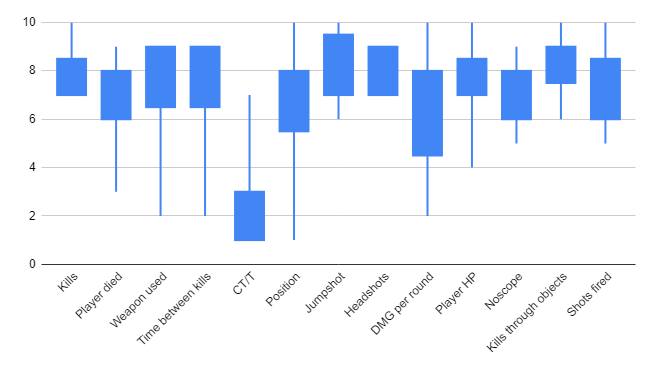 10
8
6
4
2
0
Kills
Player died
Weapon used
Time between kills
CT/T
Position
Jumpshot
Headshots
DMG per round
Player HP
Noscope
Kills through objects
Shots fired